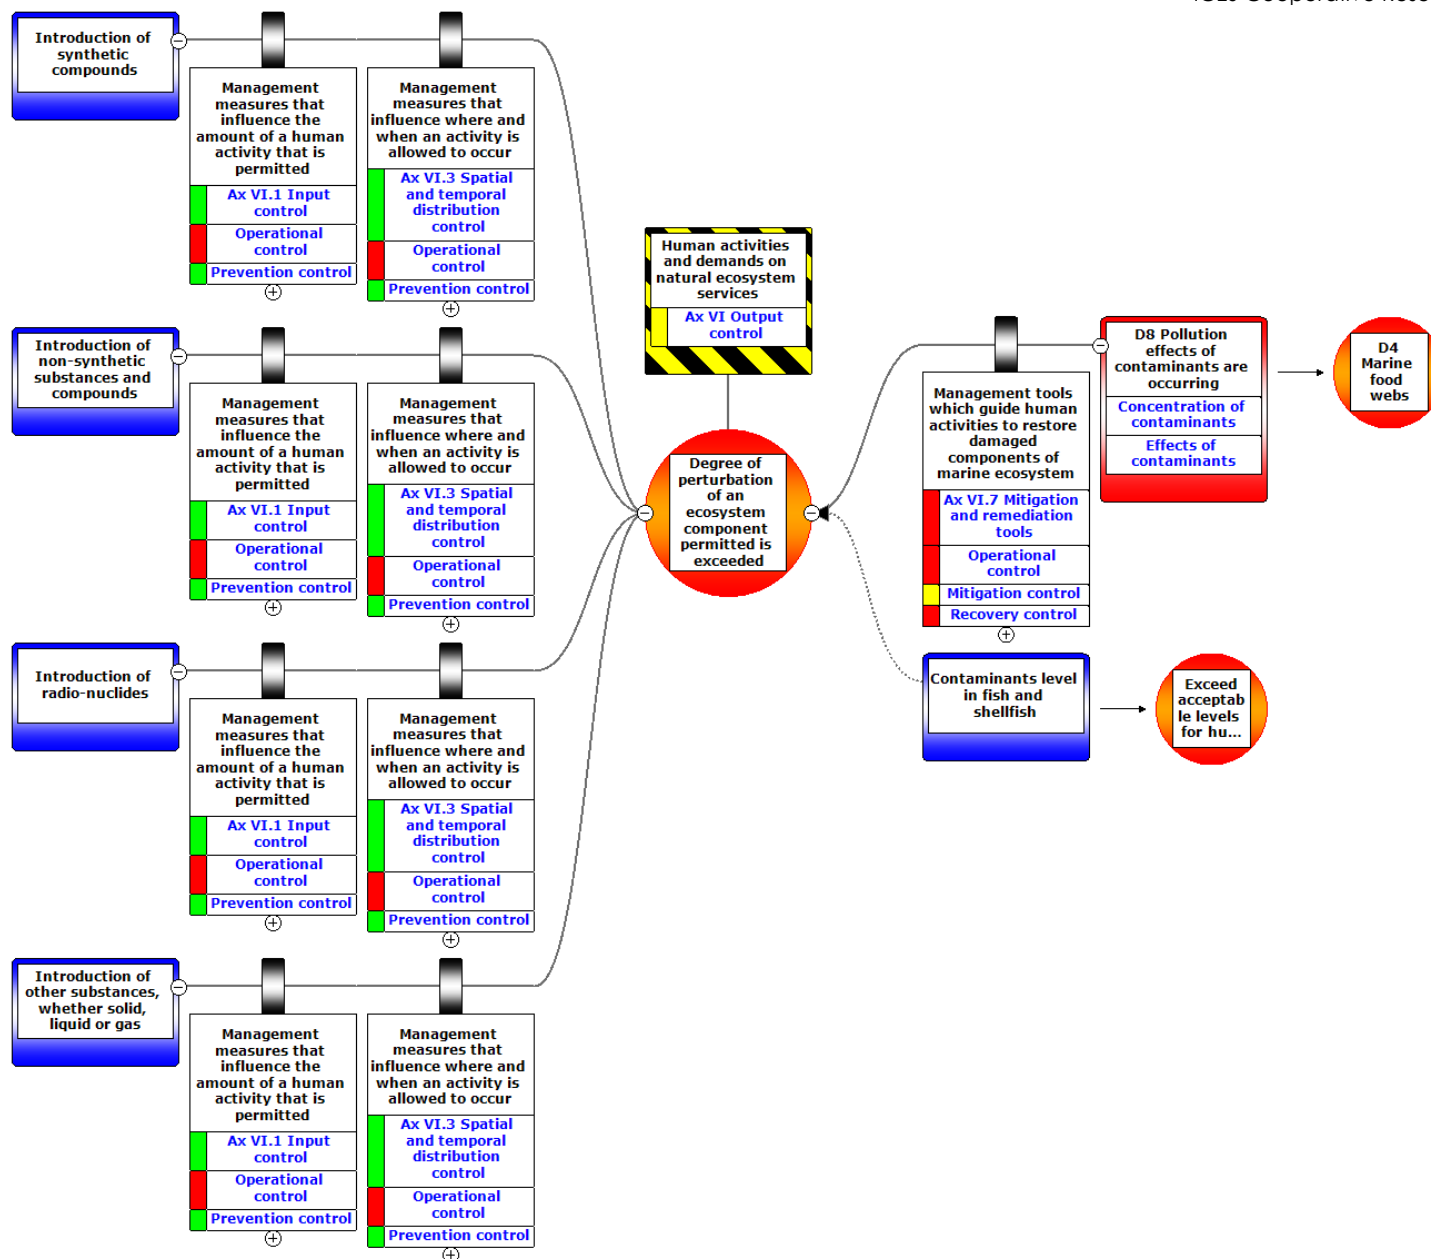 Introduction of
synthetic
compounds
Management
measures that
influence the
amount of a human
activity that is
permitted
Ax VI.1 Input
control
Operational
control
Prevention control
Management
measures that
influence where and
when an activity is
allowed to occur
Ax VI.3 Spatial
and temporal
distribution
control
Operational
control
Prevention control
Introduction of
non-synthetic
substances and
compounds
Management
measures that
influence the
amount of a human
activity that is
permitted
Ax VI.1 Input
control
Operational
control
Prevention control
Management
measures that
influence where and
when an activity is
allowed to occur
Ax VI.3 Spatial
and temporal
distribution
control
Operational
control
Prevention control
Introduction of
radio-nuclides
Management
measures that
influence the
amount of a human
activity that is
permitted
Ax VI.1 Input
control
Operational
control
Prevention control
Management
measures that
influence where and
when an activity is
allowed to occur
Ax VI.3 Spatial
and temporal
distribution
control
Operational
control
Prevention control
Introduction of
other substances,
whether solid,
liquid or gas
Management
measures that
influence the
amount of a human
activity that is
permitted
Ax VI.1 Input
control
Operational
control
Prevention control
Management
measures that
influence where and
when an activity is
allowed to occur
Ax VI.3 Spatial
and temporal
distribution
control
Operational
control
Prevention control
Human activities
and demands on
natural ecosystem
services
Ax VI Output
control
Degree of
perturbation
of an
ecosystem
component
permitted is
exceeded
Management tools
which guide human
activities to restore
damaged
components of
marine ecosystem
Ax VI.7 Mitigation
and remediation
tools
Operational
control
Mitigation control
Recovery control
D8 Pollution
effects of
contaminants are
occurring
Concentration of
contaminants
Effects of
contaminants
D4
Marine
food
webs
Contaminants level
in fish and
shellfish
Exceed
acceptab
le levels
for hu...